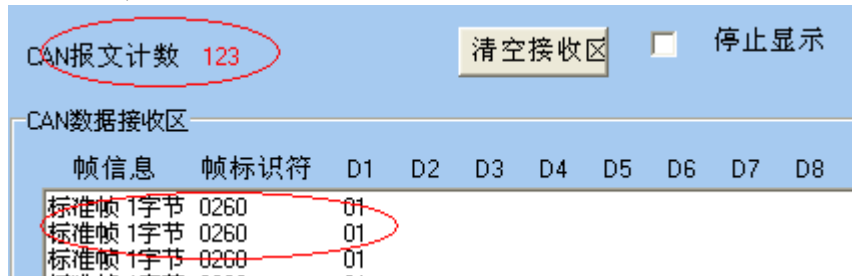 CAN报文计数 123 清空接收区 停止显示
CAN数据接收区
帧信息 帧标识符 D1 D2 D3 D4 D5 D6 D7 D8
标准帧 1字节 0260 01
标准帧 1字节 0260 01
标准帧 1字节 0260 01